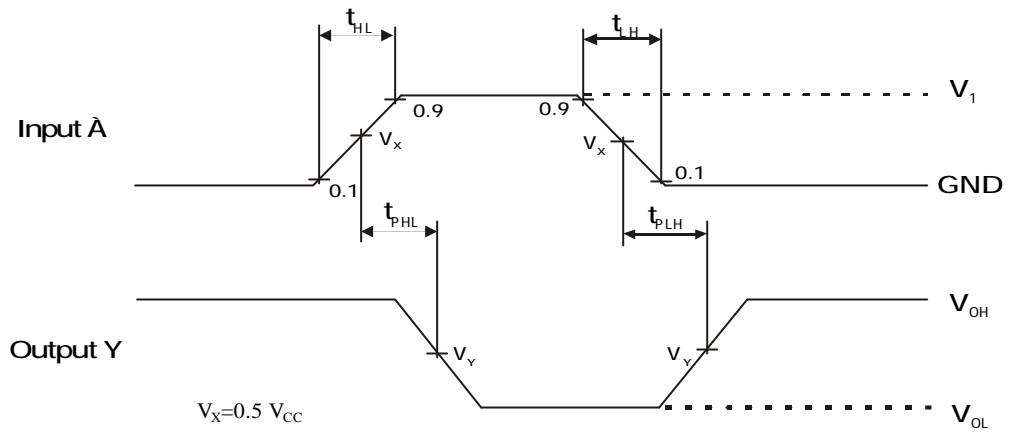 tHL
tLH
V1
0.9
0.9
Input À
Vx
Vx
0.1
0.1
GND
tPHL
tPLH
VOH
Output Y
VY
VY
VX=0.5 VCC
VOL